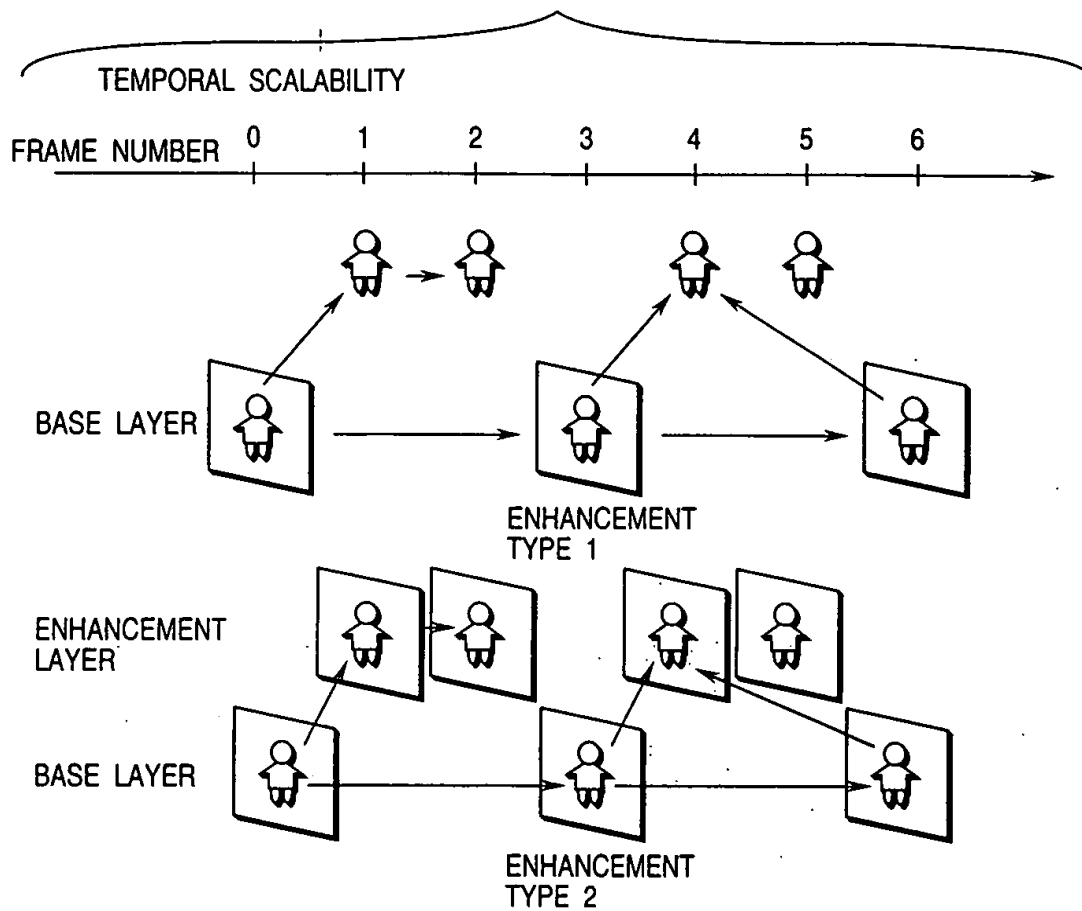 TEMPORAL SCALABILITY
FRAME NUMBER 0 1 2 3 4 5 6
BASE LAYER
ENHANCEMENT
TYPE 1
ENHANCEMENT
LAYER
BASE LAYER
ENHANCEMENT
TYPE 2